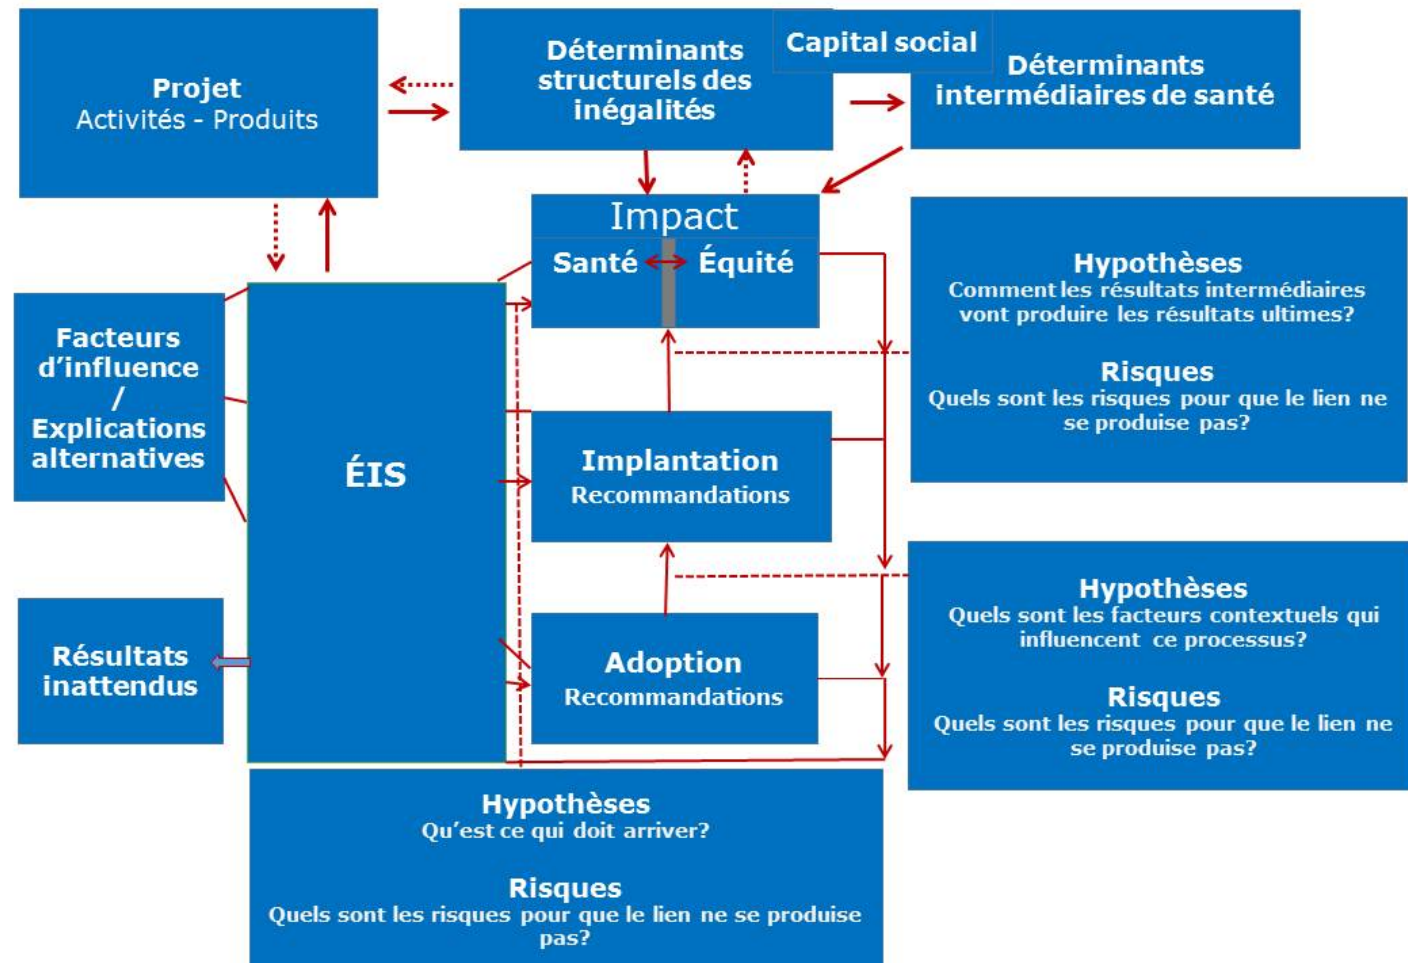 Projet
Activités - Produits
Déterminants
structurels des
inégalités
Capital social
Déterminants
intermédiaires de santé
Impact
Santé
Équité
Hypothèses
Comment les résultats intermédiaires
vont produire les résultats ultimes?
Risques
Quels sont les risques pour que le lien ne
se produise pas?
Facteurs
d'influence
/
Explications
alternatives
ÉIS
Implantation
Recommandations
Hypothèses
Quels sont les facteurs contextuels qui
influencent ce processus?
Risques
Quels sont les risques pour que le lien ne
se produise pas?
Résultats
inattendus
Adoption
Recommandations
Hypothèses
Qu'est ce qui doit arriver?
Risques
Quels sont les risques pour que le lien ne se produise
pas?